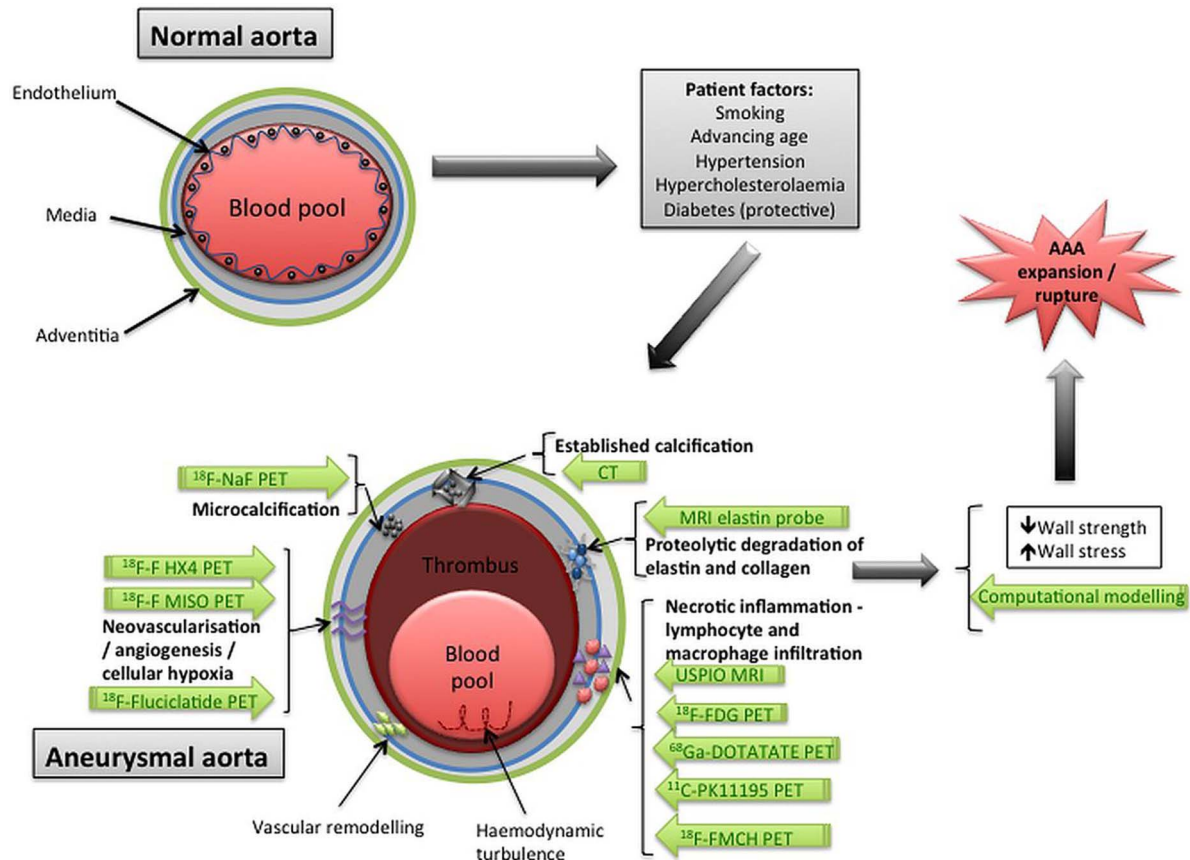 Normal aorta
Endothelium
Media
Adventitia
Blood pool
Patient factors:
Smoking
Advancing age
Hypertension
Hypercholesterolaemia
Diabetes (protective)
AAA
expansion /
rupture
¹⁸F-NaF PET
Microcalcification
Established calcification
CT
MRI elastin probe
Proteolytic degradation of
elastin and collagen
↓Wall strength
↑Wall stress
Computational modelling
¹⁸F-F HX4 PET
¹⁸F-F MISO PET
Neovascularisation
/ angiogenesis /
cellular hypoxia
¹⁸F-Fluciclatide PET
Thrombus
Blood
pool
Necrotic inflammation -
lymphocyte and
macrophage infiltration
USPIO MRI
¹⁸F-FDG PET
⁶⁸Ga-DOTATATE PET
¹¹C-PK11195 PET
¹⁸F-FMCH PET
Aneurysmal aorta
Vascular remodelling
Haemodynamic
turbulence